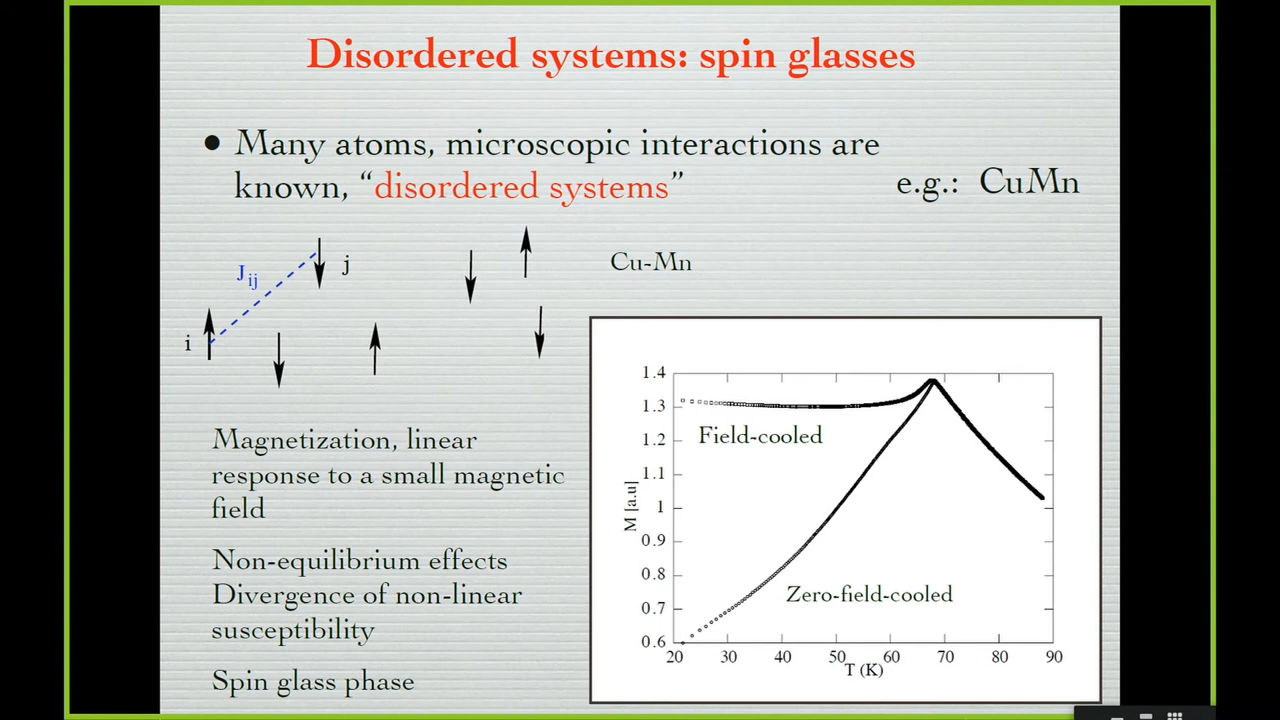 Disordered systems: spin glasses
• Many atoms, microscopic interactions are
known, “disordered systems”
e.g.: CuMn
J_ij
j
i
Cu-Mn
Magnetization, linear
response to a small magnetic
field
Non-equilibrium effects
Divergence of non-linear
susceptibility
Spin glass phase
1.4
1.3
1.2
1.1
1
0.9
0.8
0.7
0.6
M [a.u]
Field-cooled
Zero-field-cooled
20 30 40 50 60 70 80 90
T (K)